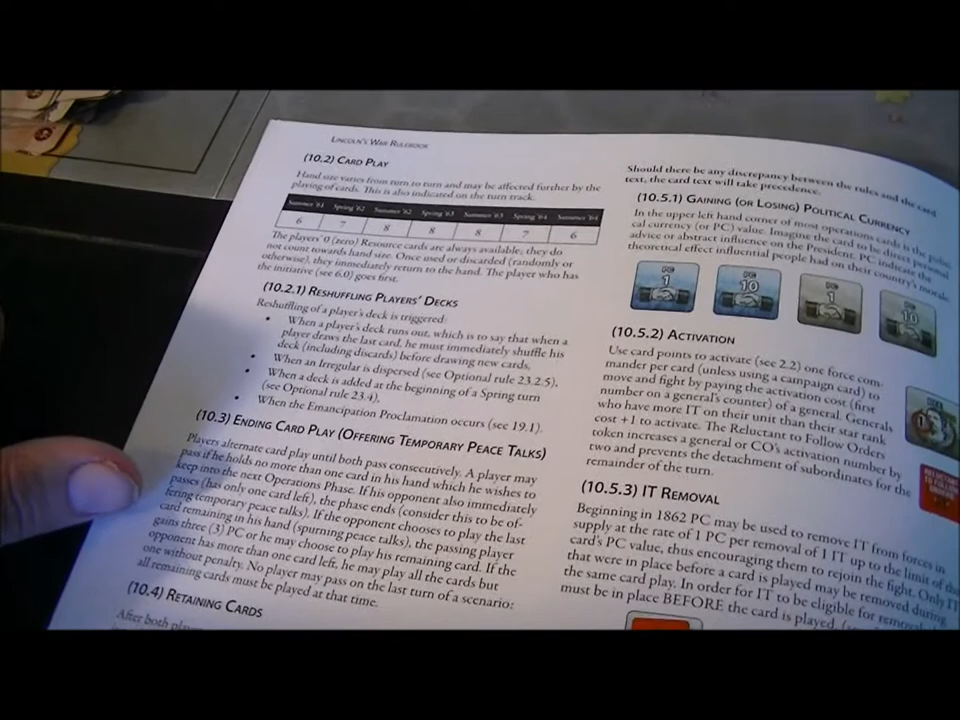 LINCOLN'S WAR RULEBOOK
(10.2) CARD PLAY
Hand size varies from turn to turn and may be affected further by the
playing of cards. This is also indicated on the turn track.
Summer '61 Spring '62 Summer '62 Spring '63 Summer '63 Spring '64 Summer '64
6 7 8 8 8 7 6
The players' 0 (zero) Resource cards are always available; they do
not count towards hand size. Once used or discarded (randomly or
otherwise), they immediately return to the hand. The player who has
the initiative (see 6.0) goes first.
(10.2.1) RESHUFFLING PLAYERS' DECKS
Reshuffling of a player's deck is triggered:
• When a player's deck runs out, which is to say that when a
player draws the last card, he must immediately shuffle his
deck (including discards) before drawing new cards,
• When an Irregular is dispersed (see Optional rule 23.2.5),
• When a deck is added at the beginning of a Spring turn
(see Optional rule 23.4),
• When the Emancipation Proclamation occurs (see 19.1).
(10.3) ENDING CARD PLAY (OFFERING TEMPORARY PEACE TALKS)
Players alternate card play until both pass consecutively. A player may
pass if he holds no more than one card in his hand which he wishes to
keep into the next Operations Phase. If his opponent also immediately
passes (has only one card left), the phase ends (consider this to be of-
fering temporary peace talks). If the opponent chooses to play the last
card remaining in his hand (spurning peace talks), the passing player
gains three (3) PC or he may choose to play his remaining card. If the
opponent has more than one card left, he may play all the cards but
one without penalty. No player may pass on the last turn of a scenario:
all remaining cards must be played at that time.
(10.4) RETAINING CARDS
After both
Should there be any discrepancy between the rules and the card
text, the card text will take precedence.
(10.5.1) GAINING (OR LOSING) POLITICAL CURRENCY
In the upper left hand corner of most operations cards is the
cal currency (or PC) value. Imagine the card to be direct personal
advice or abstract influence on the President. PC indicate the
theoretical effect influential people had on their country's morale.
PC 1 PC 10 PC 1 PC 10
(10.5.2) ACTIVATION
Use card points to activate (see 2.2) one force com-
mander per card (unless using a campaign card) to
move and fight by paying the activation cost (first
number on a general's counter) of a general. Generals
who have more IT on their unit than their star rank
cost +1 to activate. The Reluctant to Follow Orders
token increases a general or CO's activation number by
two and prevents the detachment of subordinates for the
remainder of the turn.
(10.5.3) IT REMOVAL
Beginning in 1862 PC may be used to remove IT from forces in
supply at the rate of 1 PC per removal of 1 IT up to the limit of the
card's PC value, thus encouraging them to rejoin the fight. Only IT
that were in place before a card is played may be removed during
the same card play. In order for IT to be eligible for removal
must be in place BEFORE the card is played.